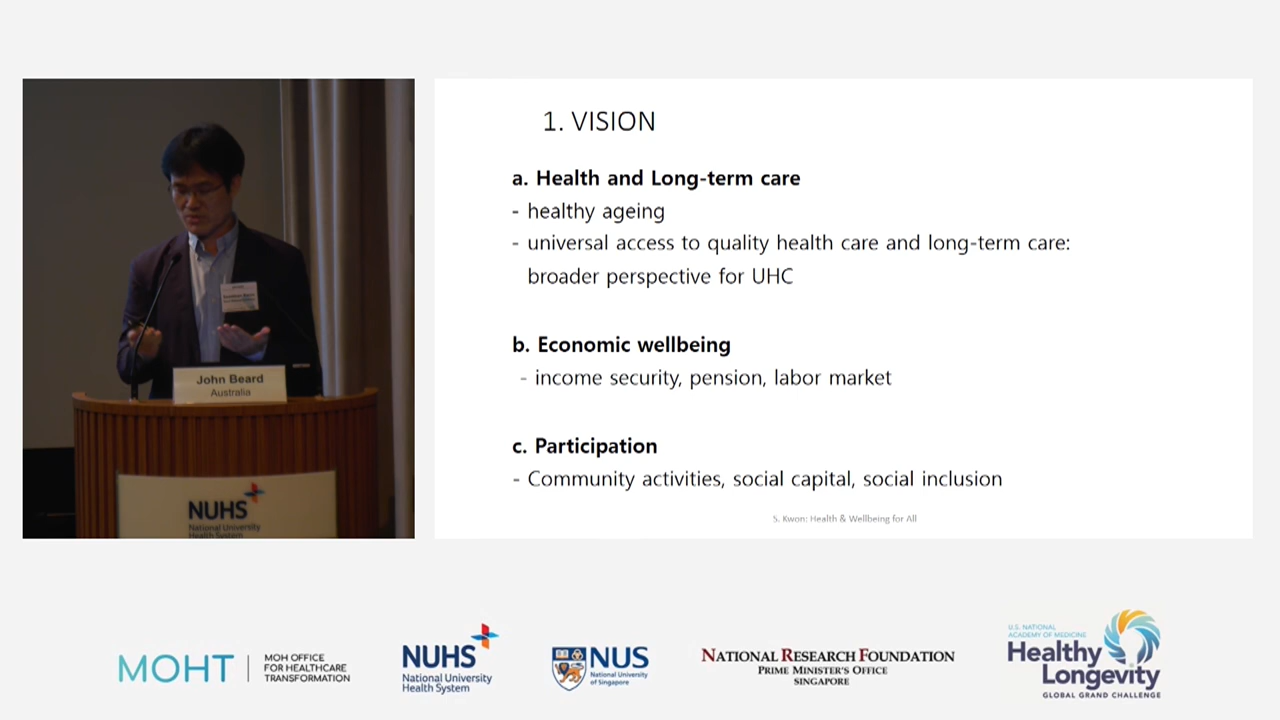 1. VISION
a. Health and Long-term care
- healthy ageing
- universal access to quality health care and long-term care:
broader perspective for UHC
b. Economic wellbeing
- income security, pension, labor market
c. Participation
- Community activities, social capital, social inclusion
S. Kwon: Health & Wellbeing for All
John Beard
Australia
NUHS
National University
Health System
MOHT
MOH OFFICE
FOR HEALTHCARE
TRANSFORMATION
NUHS
National University
Health System
NUS
National University
of Singapore
NATIONAL RESEARCH FOUNDATION
PRIME MINISTER'S OFFICE
SINGAPORE
U.S. NATIONAL
ACADEMY OF MEDICINE
Healthy
Longevity
GLOBAL GRAND CHALLENGE